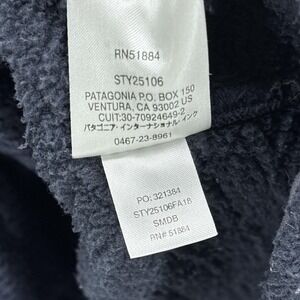 RN51884
STY25106
PATAGONIA P.O. BOX 150
VENTURA, CA 93002 US
CUIT:30-70924649-2
パタゴニア・インターナショナル・インク
0467-23-8961
PO: 321384
STY25106FA18
SMDB
RN# 51884